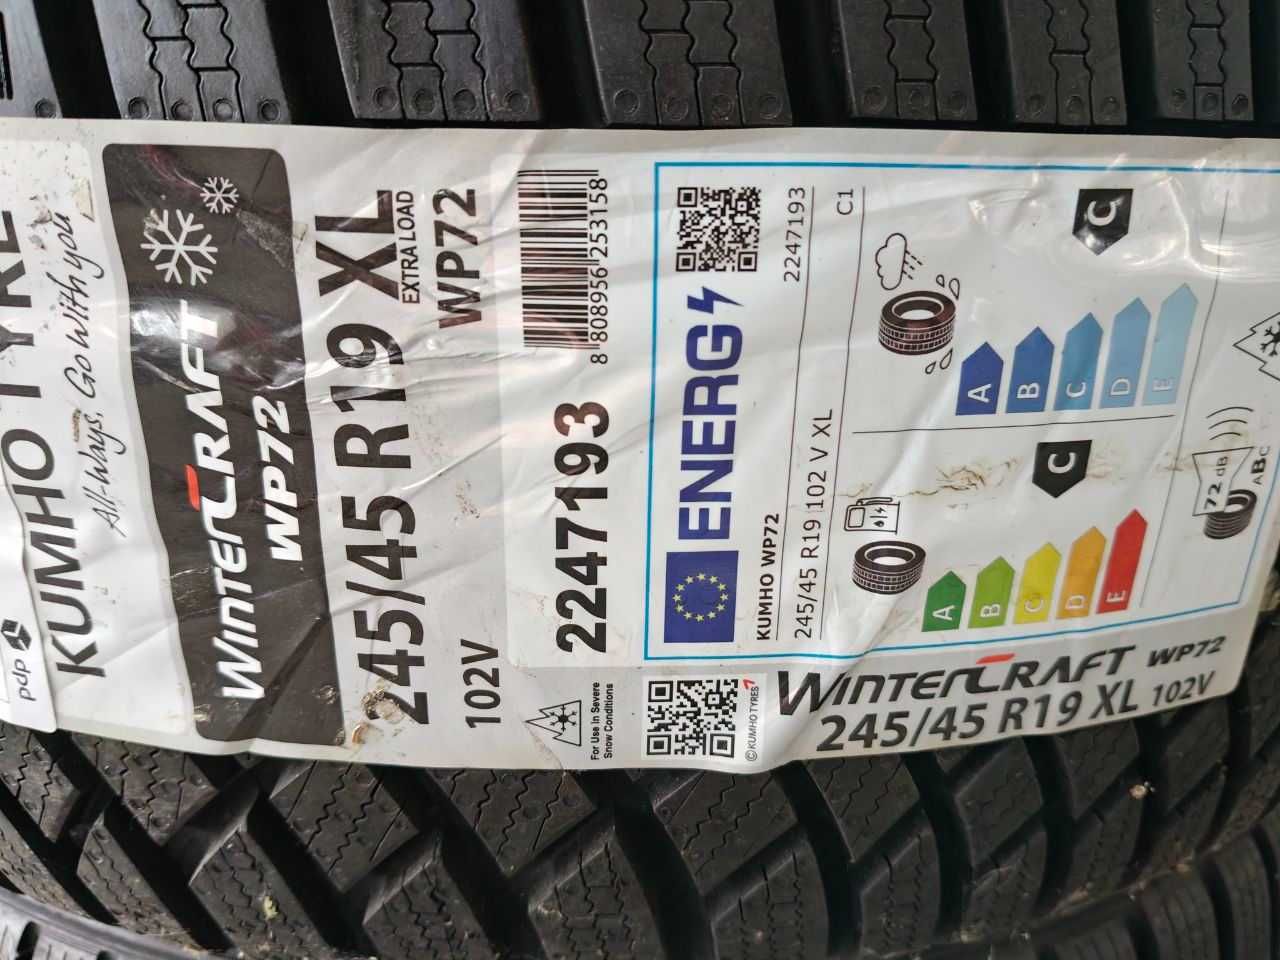 KUMHO TYRE
All-Ways, Go With you
pdp
WINTERCRAFT
WP72
245/45 R19 XL
EXTRA LOAD
102V
WP72
8 808956 253158
2247193
For Use in Severe
Snow Conditions
ENERG
KUMHO WP72
2247193
245/45 R19 102 V XL
C1
A
B
C
D
E
C
A
B
C
D
E
C
72 dB
ABC
©KUMHO TYRES
WINTERCRAFT WP72
245/45 R19 XL 102V